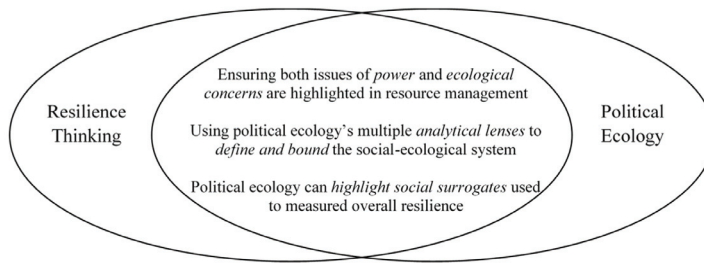 Resilience
Thinking
Ensuring both issues of power and ecological
concerns are highlighted in resource management
Using political ecology’s multiple analytical lenses to
define and bound the social-ecological system
Political ecology can highlight social surrogates used
to measured overall resilience
Political
Ecology